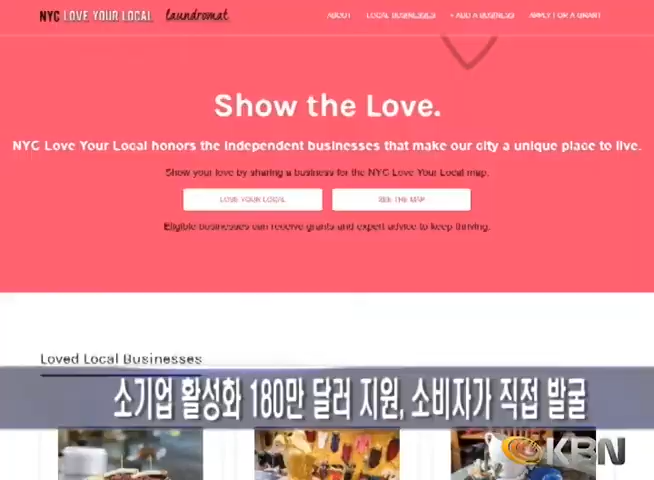 NYC LOVE YOUR LOCAL laundromat
ABOUT LOCAL BUSINESSES + ADD A BUSINESS APPLY FOR A GRANT
Show the Love.
NYC Love Your Local honors the independent businesses that make our city a unique place to live.
Show your love by sharing a business for the NYC Love Your Local map.
LOVE YOUR LOCAL SEE THE MAP
Eligible businesses can receive grants and expert advice to keep thriving.
Loved Local Businesses
소기업 활성화 180만 달러 지원, 소비자가 직접 발굴
KBN